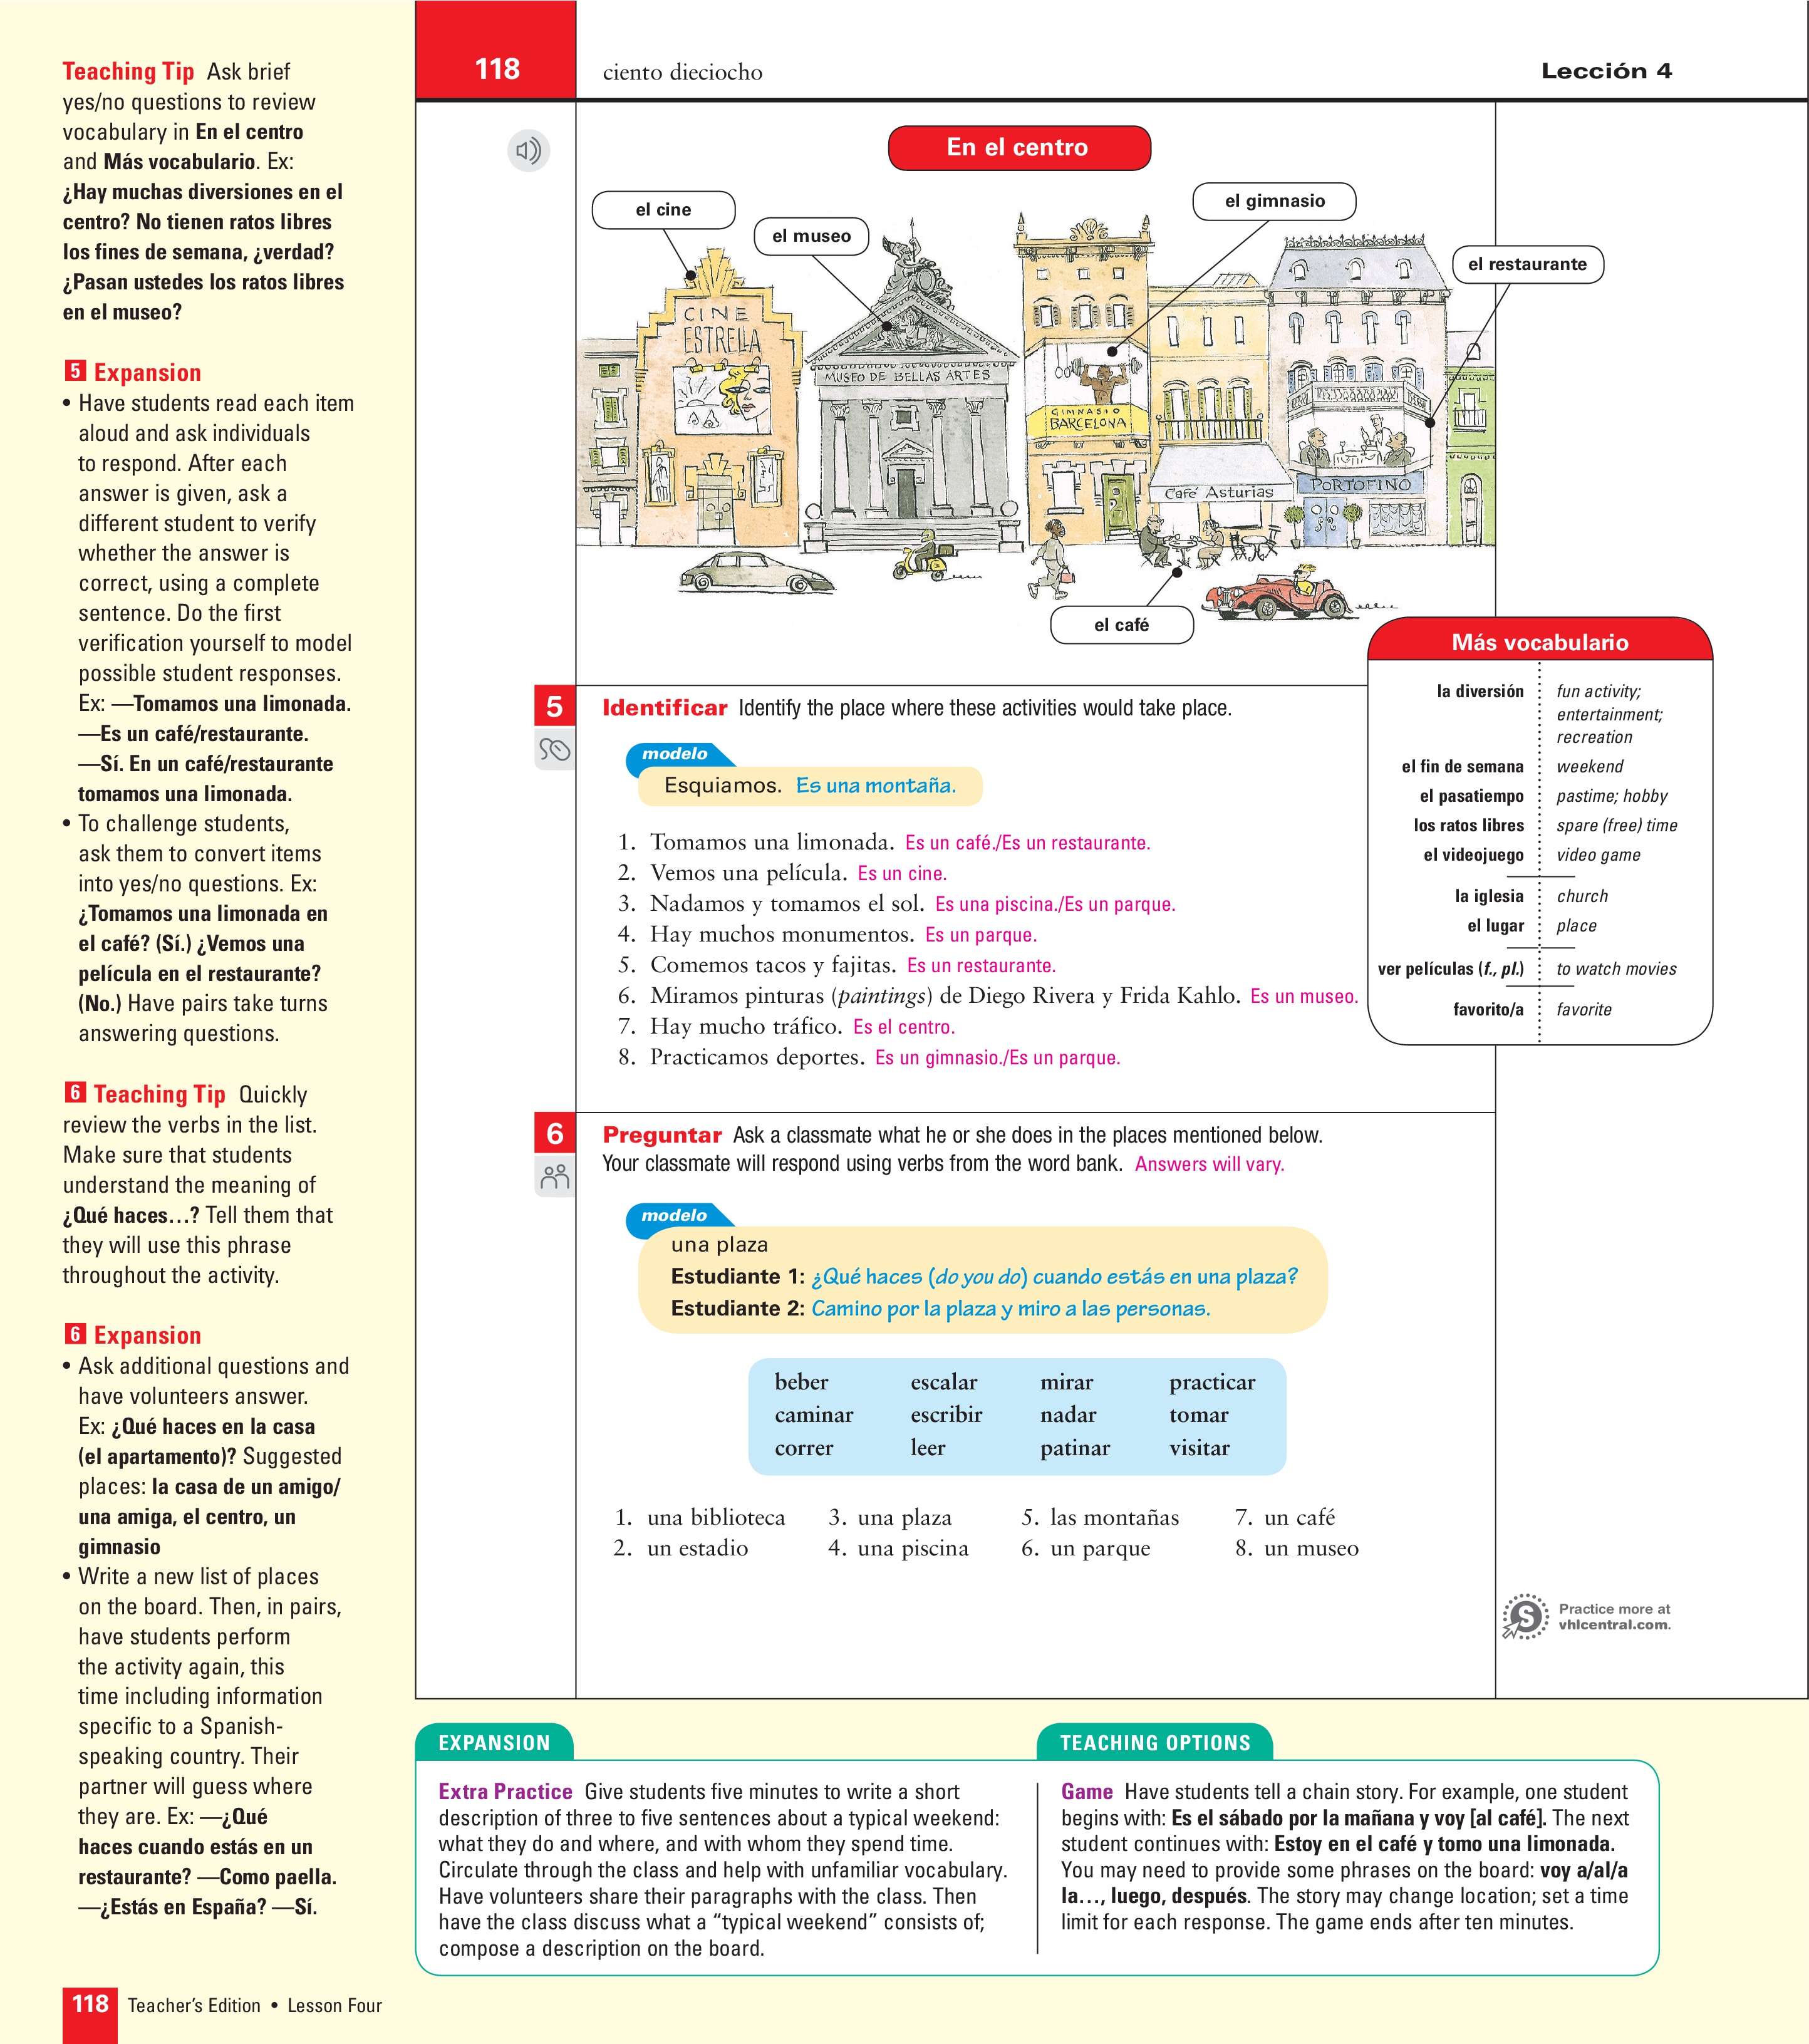 Teaching Tip Ask brief
yes/no questions to review
vocabulary in En el centro
and Más vocabulario. Ex:
¿Hay muchas diversiones en el
centro? No tienen ratos libres
los fines de semana, ¿verdad?
¿Pasan ustedes los ratos libres
en el museo?
5 Expansion
• Have students read each item
aloud and ask individuals
to respond. After each
answer is given, ask a
different student to verify
whether the answer is
correct, using a complete
sentence. Do the first
verification yourself to model
possible student responses.
Ex: —Tomamos una limonada.
—Es un café/restaurante.
—Sí. En un café/restaurante
tomamos una limonada.
• To challenge students,
ask them to convert items
into yes/no questions. Ex:
¿Tomamos una limonada en
el café? (Sí.) ¿Vemos una
película en el restaurante?
(No.) Have pairs take turns
answering questions.
6 Teaching Tip Quickly
review the verbs in the list.
Make sure that students
understand the meaning of
¿Qué haces…? Tell them that
they will use this phrase
throughout the activity.
6 Expansion
• Ask additional questions and
have volunteers answer.
Ex: ¿Qué haces en la casa
(el apartamento)? Suggested
places: la casa de un amigo/
una amiga, el centro, un
gimnasio
• Write a new list of places
on the board. Then, in pairs,
have students perform
the activity again, this
time including information
specific to a Spanish-
speaking country. Their
partner will guess where
they are. Ex: —¿Qué
haces cuando estás en un
restaurante? —Como paella.
—¿Estás en España? —Sí.
118 ciento dieciocho Lección 4
En el centro
el cine
el museo
el gimnasio
el restaurante
CINE
ESTRELLA
MUSEO DE BELLAS ARTES
GIMNASIO
BARCELONA
Café Asturias
PORTOFINO
el café
Más vocabulario
la diversión fun activity;
entertainment;
recreation
el fin de semana weekend
el pasatiempo pastime; hobby
los ratos libres spare (free) time
el videojuego video game
la iglesia church
el lugar place
ver películas (f., pl.) to watch movies
favorito/a favorite
5 Identificar Identify the place where these activities would take place.
modelo
Esquiamos. Es una montaña.
1. Tomamos una limonada. Es un café./Es un restaurante.
2. Vemos una película. Es un cine.
3. Nadamos y tomamos el sol. Es una piscina./Es un parque.
4. Hay muchos monumentos. Es un parque.
5. Comemos tacos y fajitas. Es un restaurante.
6. Miramos pinturas (paintings) de Diego Rivera y Frida Kahlo. Es un museo.
7. Hay mucho tráfico. Es el centro.
8. Practicamos deportes. Es un gimnasio./Es un parque.
6 Preguntar Ask a classmate what he or she does in the places mentioned below.
Your classmate will respond using verbs from the word bank. Answers will vary.
modelo
una plaza
Estudiante 1: ¿Qué haces (do you do) cuando estás en una plaza?
Estudiante 2: Camino por la plaza y miro a las personas.
beber escalar mirar practicar
caminar escribir nadar tomar
correr leer patinar visitar
1. una biblioteca 3. una plaza 5. las montañas 7. un café
2. un estadio 4. una piscina 6. un parque 8. un museo
S Practice more at
vhlcentral.com.
EXPANSION
Extra Practice Give students five minutes to write a short
description of three to five sentences about a typical weekend:
what they do and where, and with whom they spend time.
Circulate through the class and help with unfamiliar vocabulary.
Have volunteers share their paragraphs with the class. Then
have the class discuss what a “typical weekend” consists of;
compose a description on the board.
TEACHING OPTIONS
Game Have students tell a chain story. For example, one student
begins with: Es el sábado por la mañana y voy [al café]. The next
student continues with: Estoy en el café y tomo una limonada.
You may need to provide some phrases on the board: voy a/al/a
la…, luego, después. The story may change location; set a time
limit for each response. The game ends after ten minutes.
118 Teacher’s Edition • Lesson Four